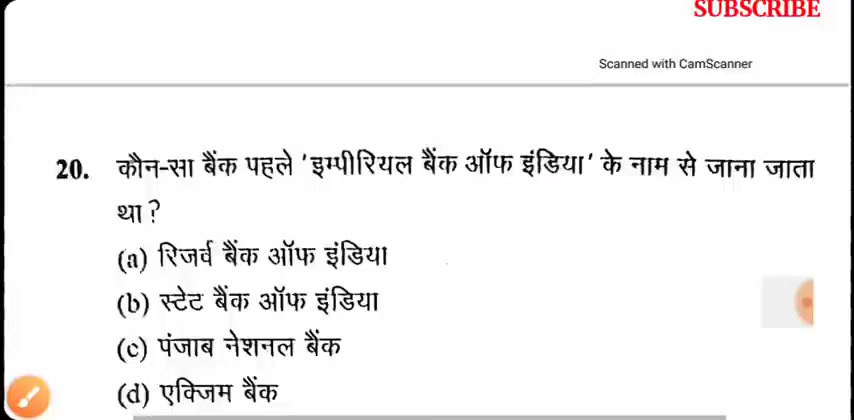 SUBSCRIBE
Scanned with CamScanner
20. कौन-सा बैंक पहले 'इम्पीरियल बैंक ऑफ इंडिया' के नाम से जाना जाता
था ?
(a) रिजर्व बैंक ऑफ इंडिया
(b) स्टेट बैंक ऑफ इंडिया
(c) पंजाब नेशनल बैंक
(d) एक्जिम बैंक